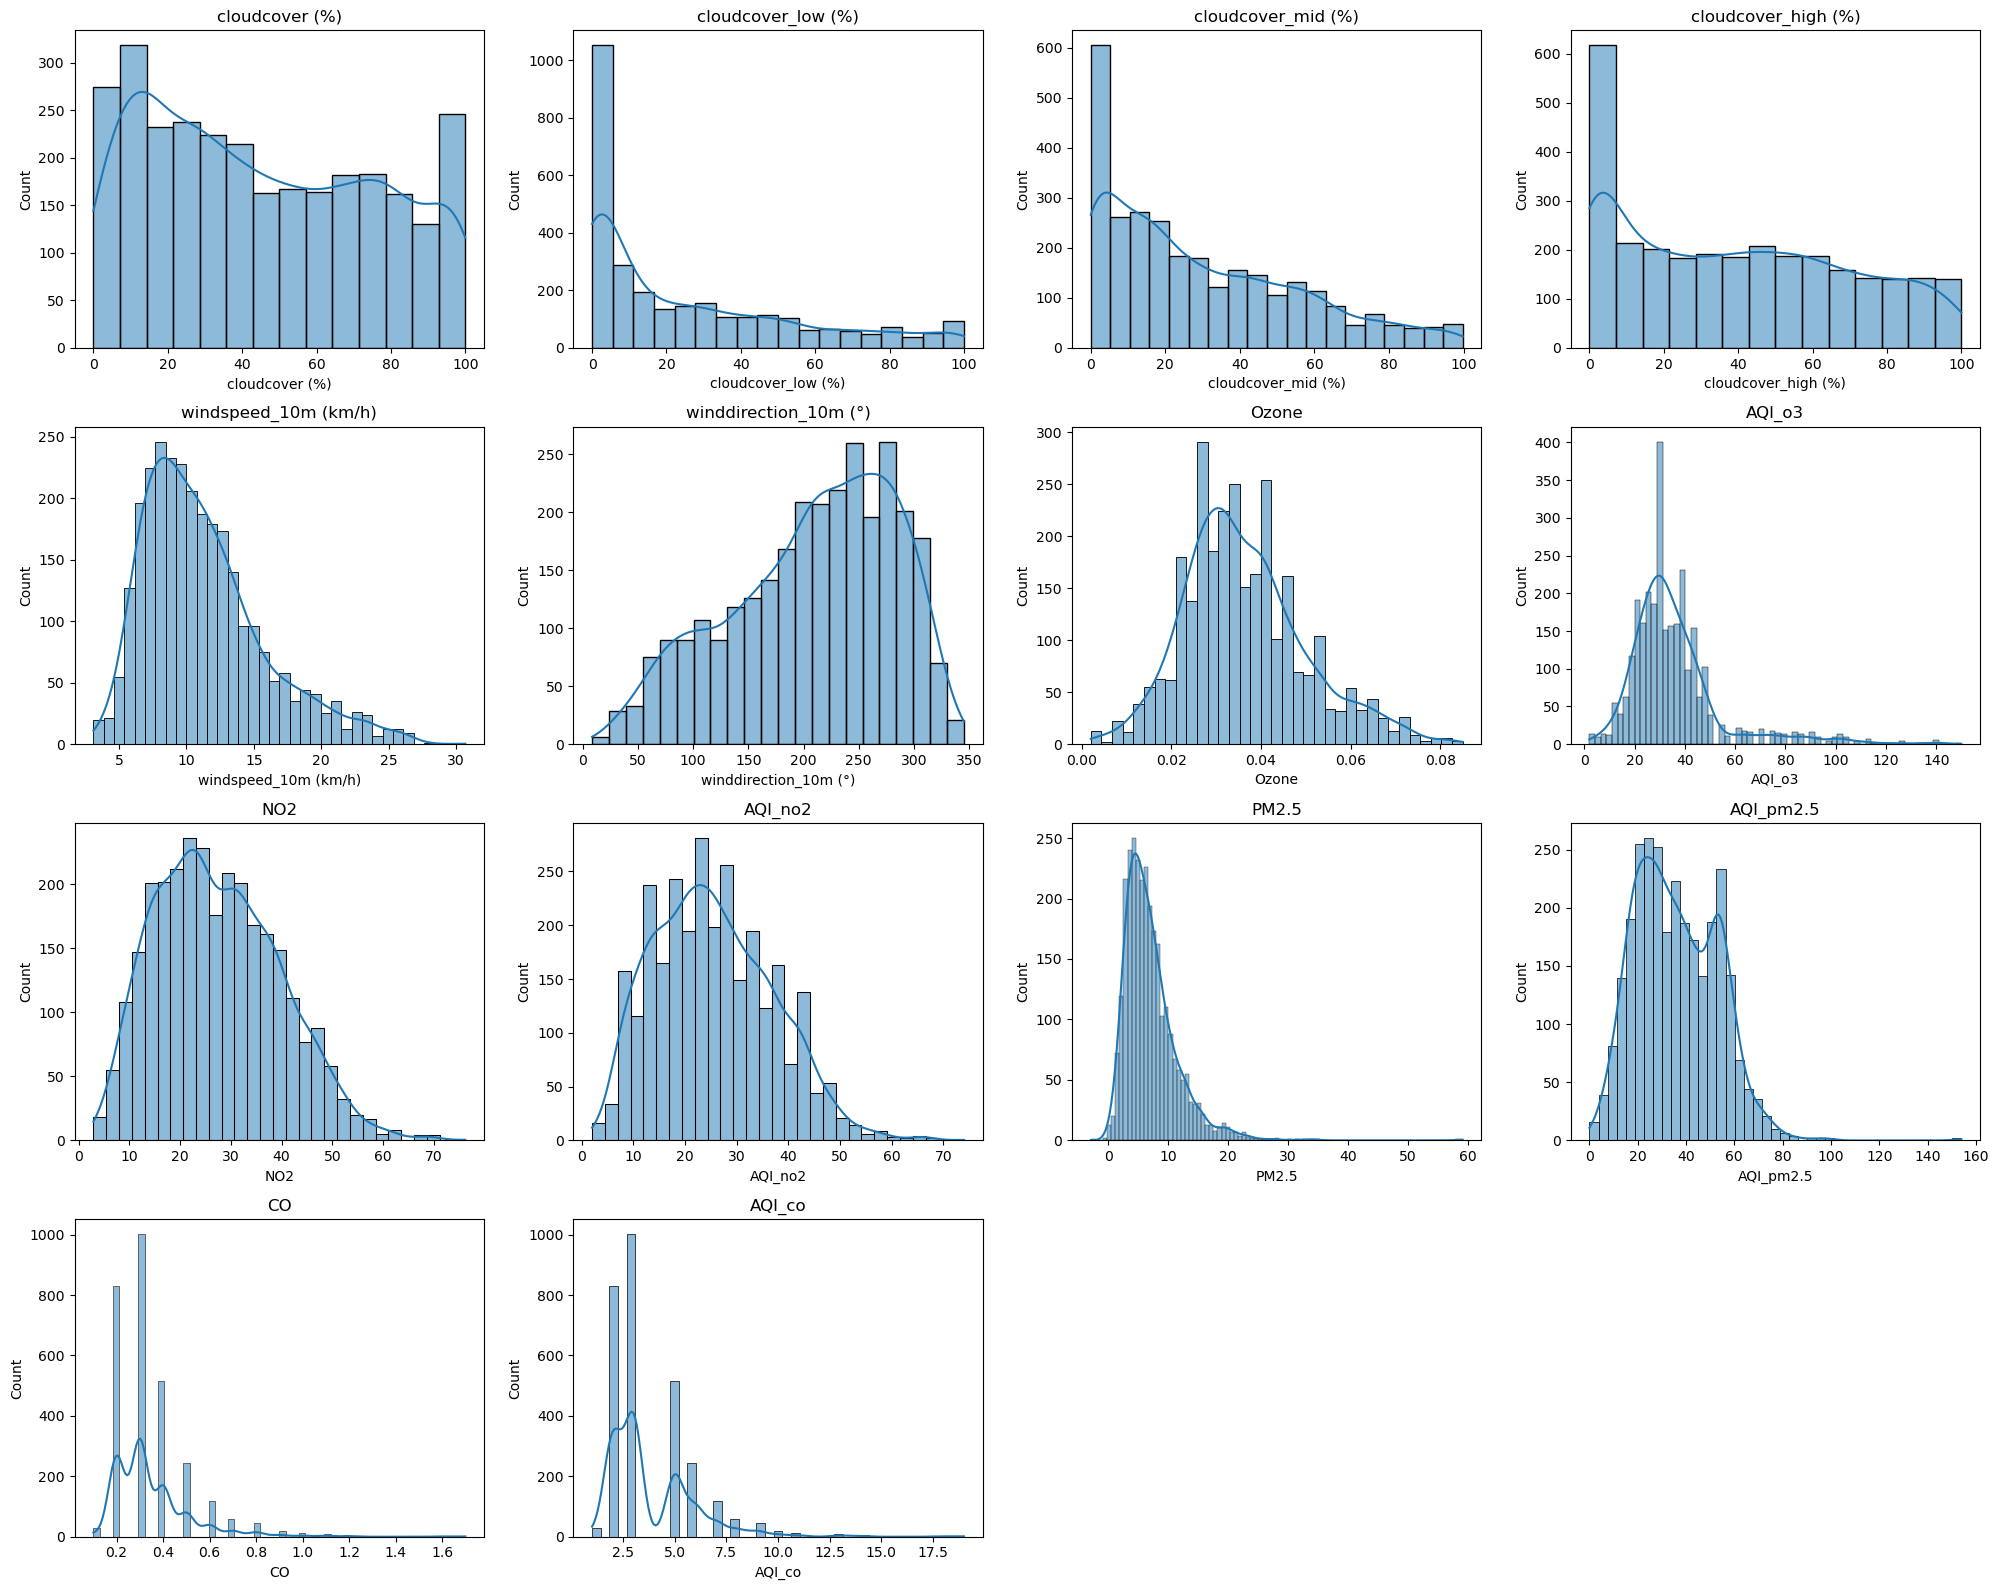 cloudcover (%)
Count
300
250
200
150
100
50
0
0 20 40 60 80 100
cloudcover (%)
cloudcover_low (%)
Count
1000
800
600
400
200
0
0 20 40 60 80 100
cloudcover_low (%)
cloudcover_mid (%)
Count
600
500
400
300
200
100
0
0 20 40 60 80 100
cloudcover_mid (%)
cloudcover_high (%)
Count
600
500
400
300
200
100
0
0 20 40 60 80 100
cloudcover_high (%)
windspeed_10m (km/h)
Count
250
200
150
100
50
0
5 10 15 20 25 30
windspeed_10m (km/h)
winddirection_10m (°)
Count
250
200
150
100
50
0
0 50 100 150 200 250 300 350
winddirection_10m (°)
Ozone
Count
300
250
200
150
100
50
0
0.00 0.02 0.04 0.06 0.08
Ozone
AQI_o3
Count
400
350
300
250
200
150
100
50
0
0 20 40 60 80 100 120 140
AQI_o3
NO2
Count
200
150
100
50
0
0 10 20 30 40 50 60 70
NO2
AQI_no2
Count
250
200
150
100
50
0
0 10 20 30 40 50 60 70
AQI_no2
PM2.5
Count
250
200
150
100
50
0
0 10 20 30 40 50 60
PM2.5
AQI_pm2.5
Count
250
200
150
100
50
0
0 20 40 60 80 100 120 140 160
AQI_pm2.5
CO
Count
1000
800
600
400
200
0
0.2 0.4 0.6 0.8 1.0 1.2 1.4 1.6
CO
AQI_co
Count
1000
800
600
400
200
0
2.5 5.0 7.5 10.0 12.5 15.0 17.5
AQI_co